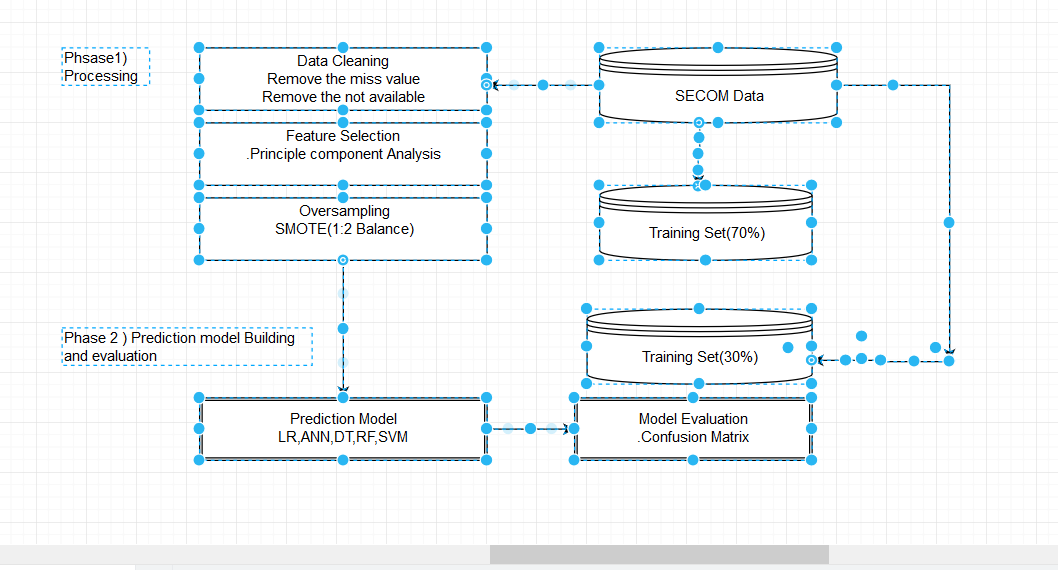 Phsase1)
Processing
Data Cleaning
Remove the miss value
Remove the not available
SECOM Data
Feature Selection
.Principle component Analysis
Oversampling
SMOTE(1:2 Balance)
Training Set(70%)
Phase 2 ) Prediction model Building
and evaluation
Training Set(30%)
Prediction Model
LR,ANN,DT,RF,SVM
Model Evaluation
.Confusion Matrix